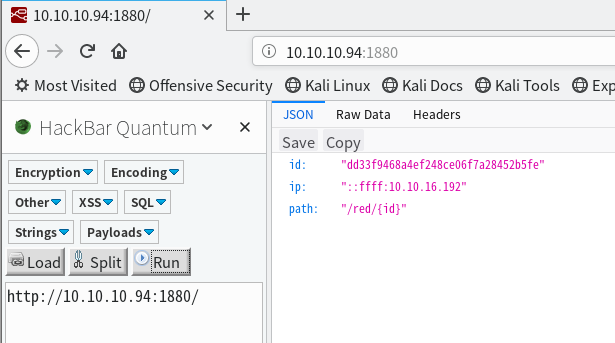 10.10.10.94:1880/
10.10.10.94:1880
Most Visited Offensive Security Kali Linux Kali Docs Kali Tools Exp
HackBar Quantum
Encryption Encoding
Other XSS SQL
Strings Payloads
Load Split Run
http://10.10.10.94:1880/
JSON Raw Data Headers
Save Copy
id: "dd33f9468a4ef248ce06f7a28452b5fe"
ip: "::ffff:10.10.16.192"
path: "/red/{id}"